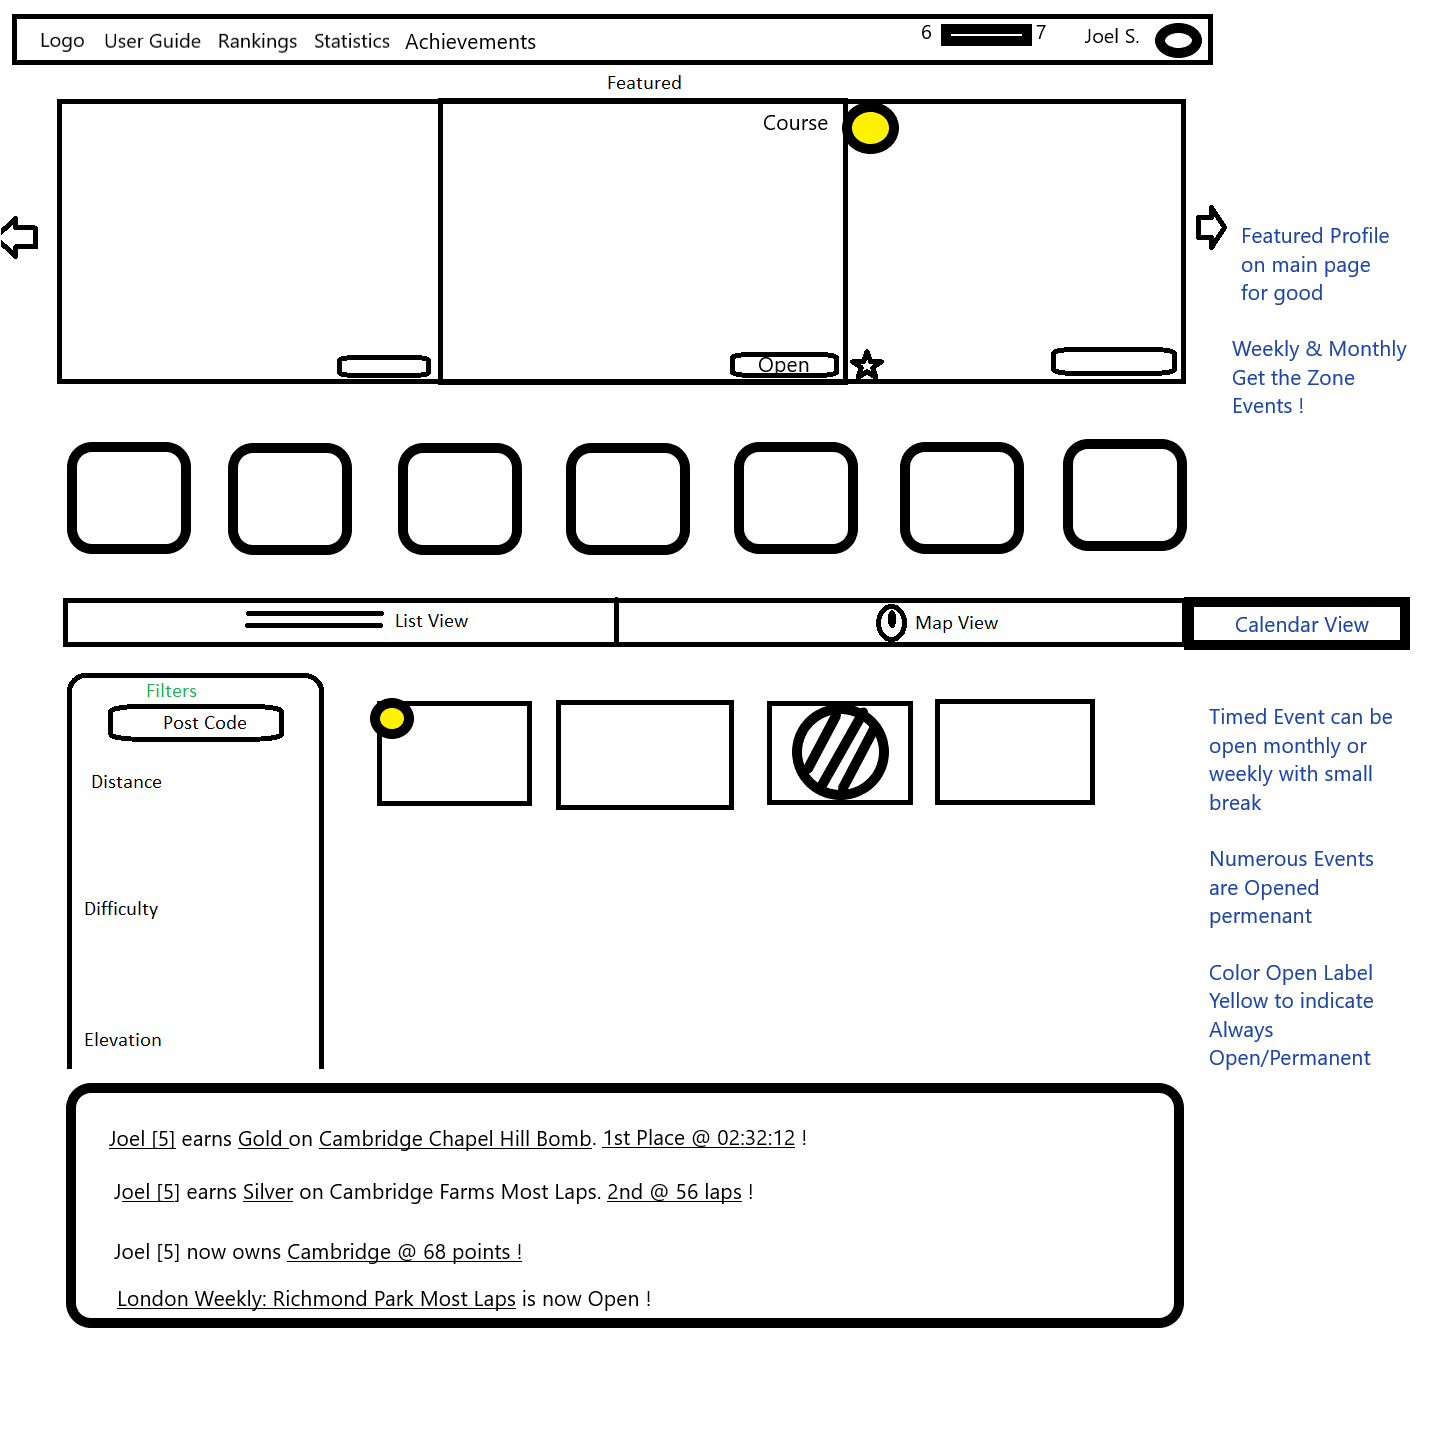 Logo User Guide Rankings Statistics Achievements 6 7 Joel S.
Featured
Course
Open
Featured Profile
on main page
for good
Weekly & Monthly
Get the Zone
Events !
List View
Map View
Calendar View
Filters
Post Code
Distance
Difficulty
Elevation
Timed Event can be
open monthly or
weekly with small
break
Numerous Events
are Opened
permenant
Color Open Label
Yellow to indicate
Always
Open/Permanent
Joel [5] earns Gold on Cambridge Chapel Hill Bomb. 1st Place @ 02:32:12 !
Joel [5] earns Silver on Cambridge Farms Most Laps. 2nd @ 56 laps !
Joel [5] now owns Cambridge @ 68 points !
London Weekly: Richmond Park Most Laps is now Open !